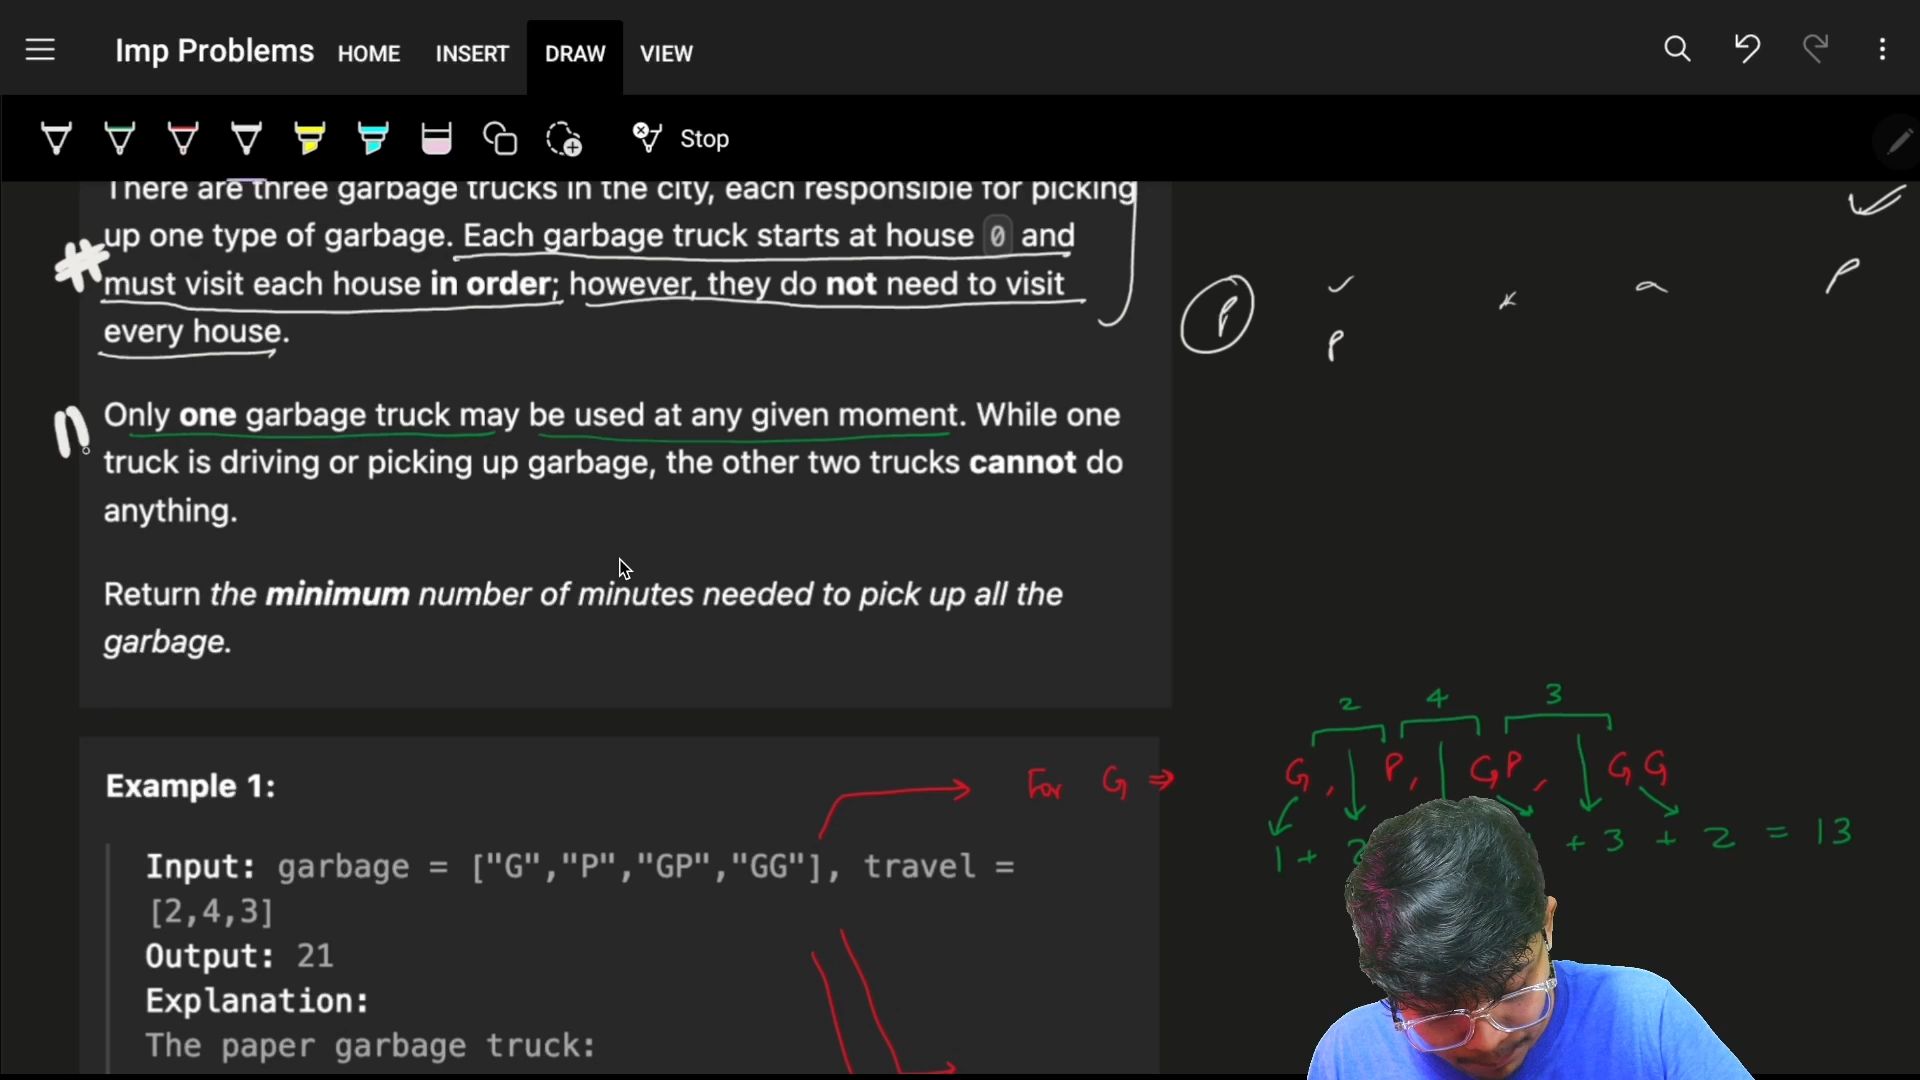 Imp Problems HOME INSERT DRAW VIEW
Stop
There are three garbage trucks in the city, each responsible for picking
up one type of garbage. Each garbage truck starts at house 0 and
must visit each house in order; however, they do not need to visit
every house.
Only one garbage truck may be used at any given moment. While one
truck is driving or picking up garbage, the other two trucks cannot do
anything.
Return the minimum number of minutes needed to pick up all the
garbage.
P
P
P
2 4 3
Example 1:
For G ⇒ G, P, GP, GG
1 + 2 + 3 + 2 = 13
Input: garbage = ["G","P","GP","GG"], travel =
[2,4,3]
Output: 21
Explanation:
The paper garbage truck: